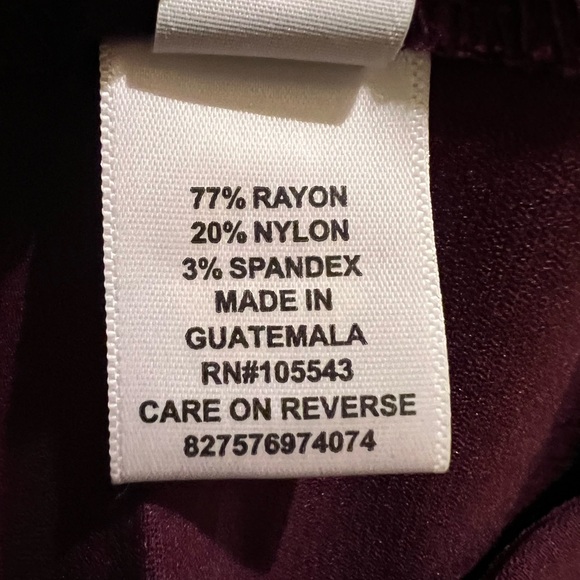 77% RAYON
20% NYLON
3% SPANDEX
MADE IN
GUATEMALA
RN#105543
CARE ON REVERSE
827576974074